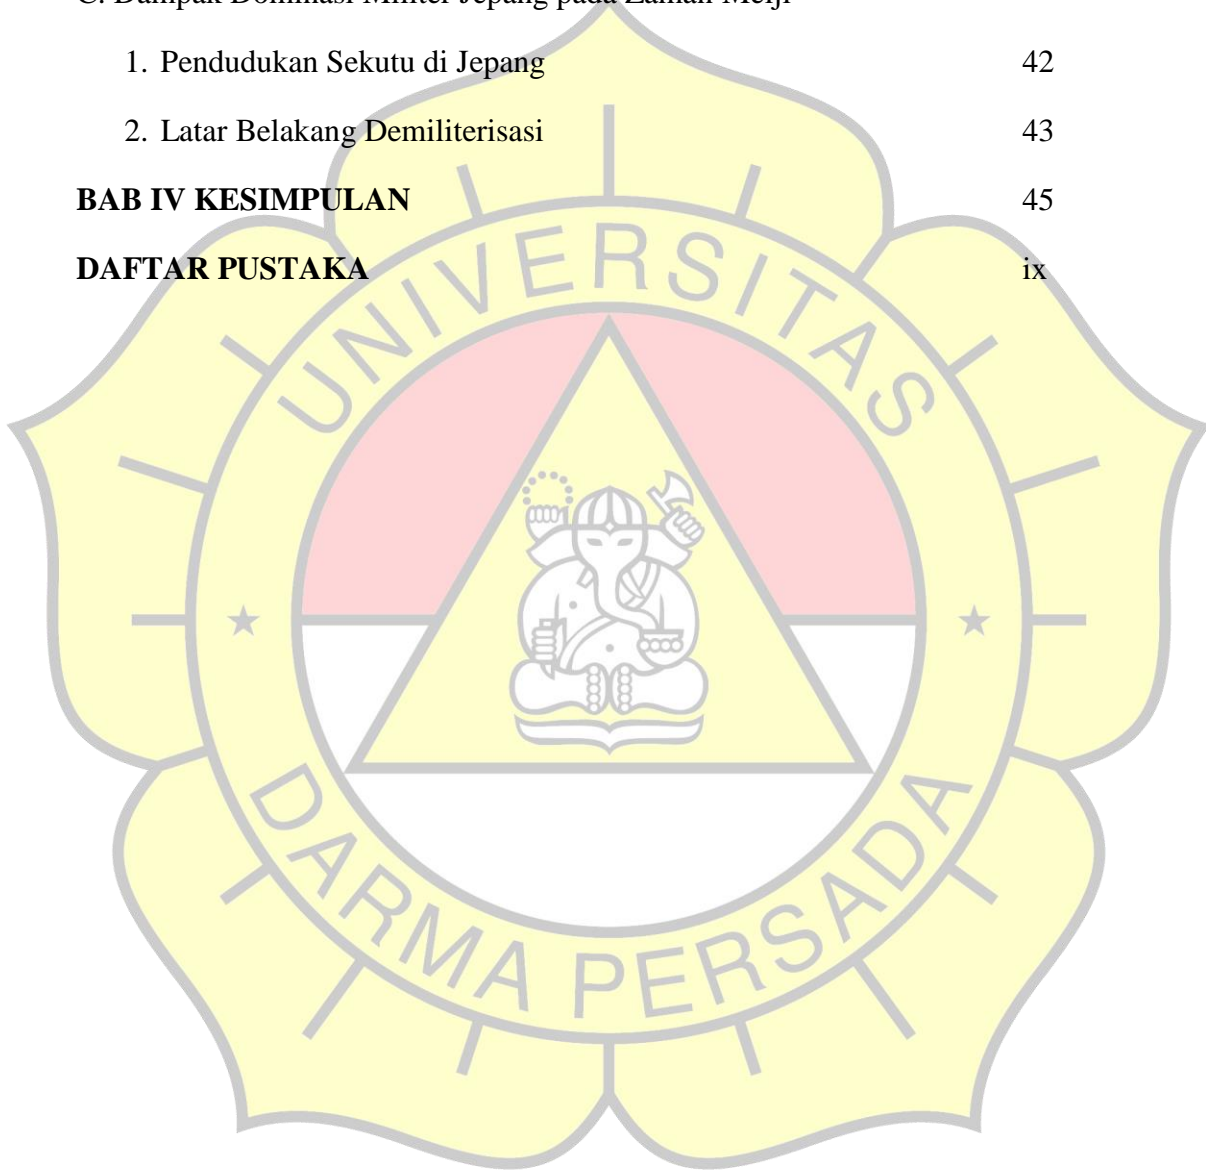 C. Dampak Dominasi Militer Jepang pada Zaman Meiji
1. Pendudukan Sekutu di Jepang 42
2. Latar Belakang Demiliterisasi 43
BAB IV KESIMPULAN 45
DAFTAR PUSTAKA ix
UNIVERSITAS
DARMA PERSADA